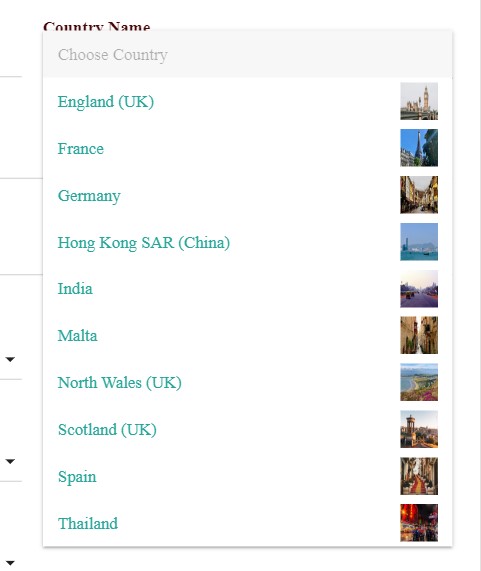 Country Name
Choose Country
England (UK)
France
Germany
Hong Kong SAR (China)
India
Malta
North Wales (UK)
Scotland (UK)
Spain
Thailand